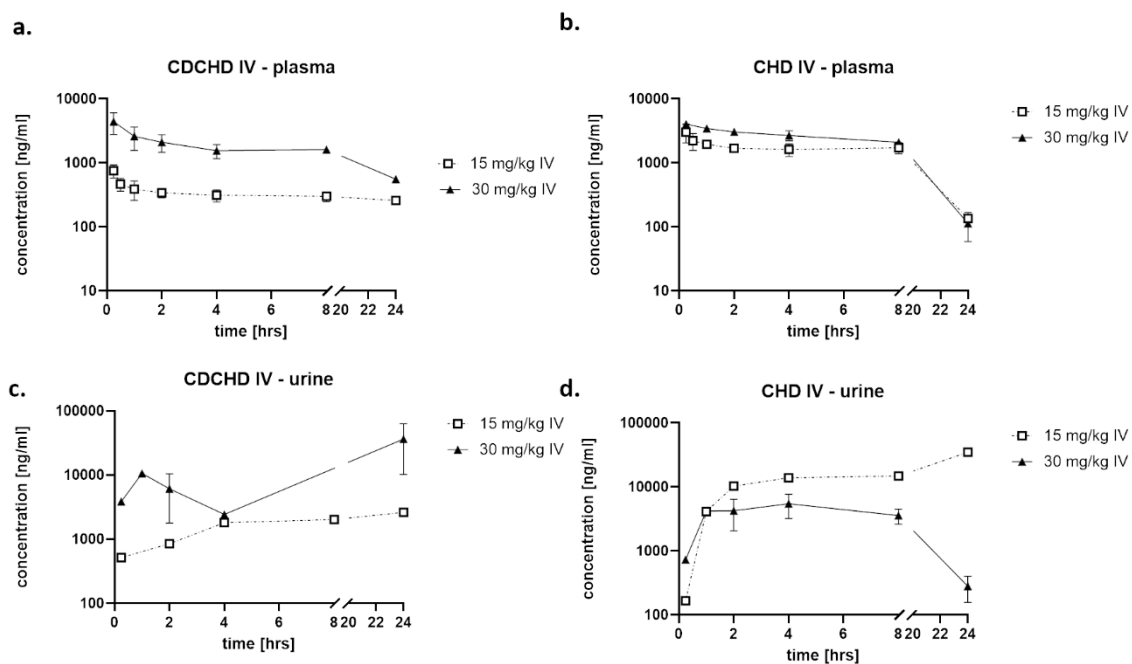 a.
CDCHD IV - plasma
concentration [ng/ml]
10000
1000
100
10
0 2 4 6 8 20 22 24
time [hrs]
15 mg/kg IV
30 mg/kg IV
b.
CHD IV - plasma
concentration [ng/ml]
10000
1000
100
10
0 2 4 6 8 20 22 24
time [hrs]
15 mg/kg IV
30 mg/kg IV
c.
CDCHD IV - urine
concentration [ng/ml]
100000
10000
1000
100
0 2 4 6 8 20 22 24
time [hrs]
15 mg/kg IV
30 mg/kg IV
d.
CHD IV - urine
concentration [ng/ml]
100000
10000
1000
100
0 2 4 6 8 20 22 24
time [hrs]
15 mg/kg IV
30 mg/kg IV